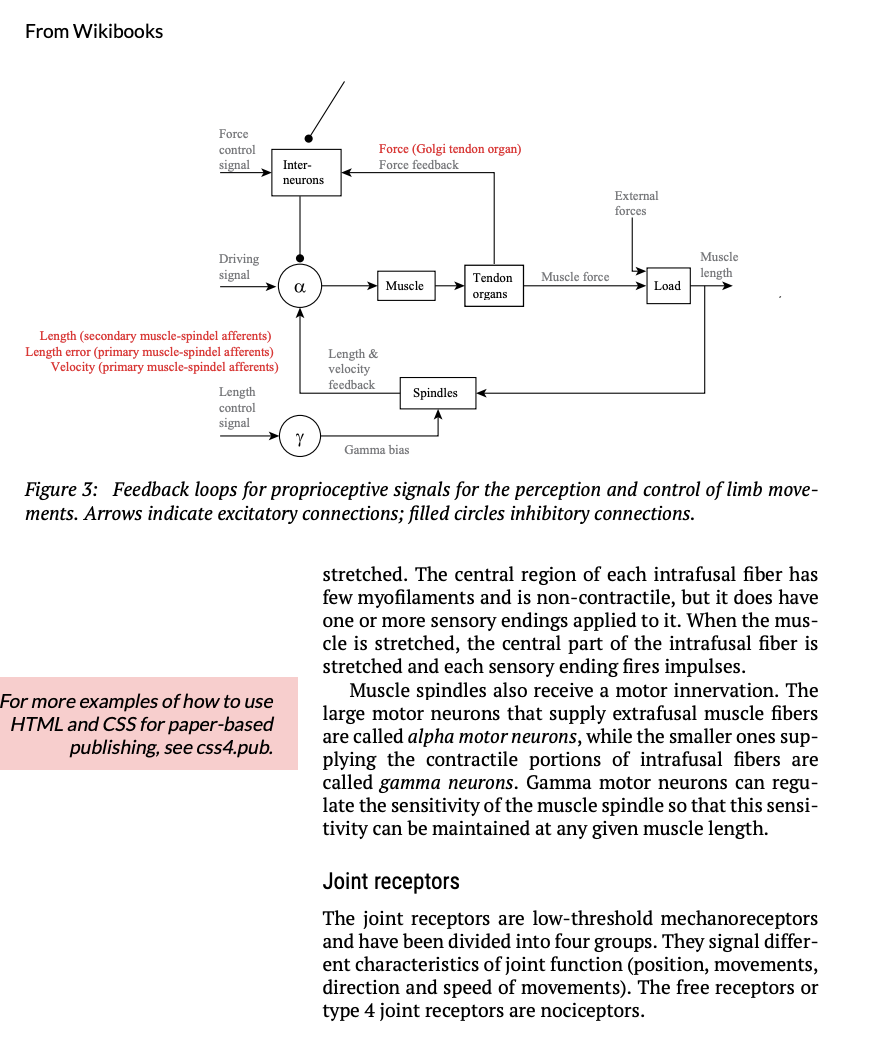 From Wikibooks
Force
control
signal
Inter-
neurons
Force (Golgi tendon organ)
Force feedback
External
forces
Driving
signal
α
Muscle
Tendon
organs
Muscle force
Load
Muscle
length
Length (secondary muscle-spindel afferents)
Length error (primary muscle-spindel afferents)
Velocity (primary muscle-spindel afferents)
Length &
velocity
feedback
Spindles
Length
control
signal
γ
Gamma bias
Figure 3: Feedback loops for proprioceptive signals for the perception and control of limb move-
ments. Arrows indicate excitatory connections; filled circles inhibitory connections.
stretched. The central region of each intrafusal fiber has
few myofilaments and is non-contractile, but it does have
one or more sensory endings applied to it. When the mus-
cle is stretched, the central part of the intrafusal fiber is
stretched and each sensory ending fires impulses.
Muscle spindles also receive a motor innervation. The
large motor neurons that supply extrafusal muscle fibers
are called alpha motor neurons, while the smaller ones sup-
plying the contractile portions of intrafusal fibers are
called gamma neurons. Gamma motor neurons can regu-
late the sensitivity of the muscle spindle so that this sensi-
tivity can be maintained at any given muscle length.
For more examples of how to use
HTML and CSS for paper-based
publishing, see css4.pub.
Joint receptors
The joint receptors are low-threshold mechanoreceptors
and have been divided into four groups. They signal differ-
ent characteristics of joint function (position, movements,
direction and speed of movements). The free receptors or
type 4 joint receptors are nociceptors.